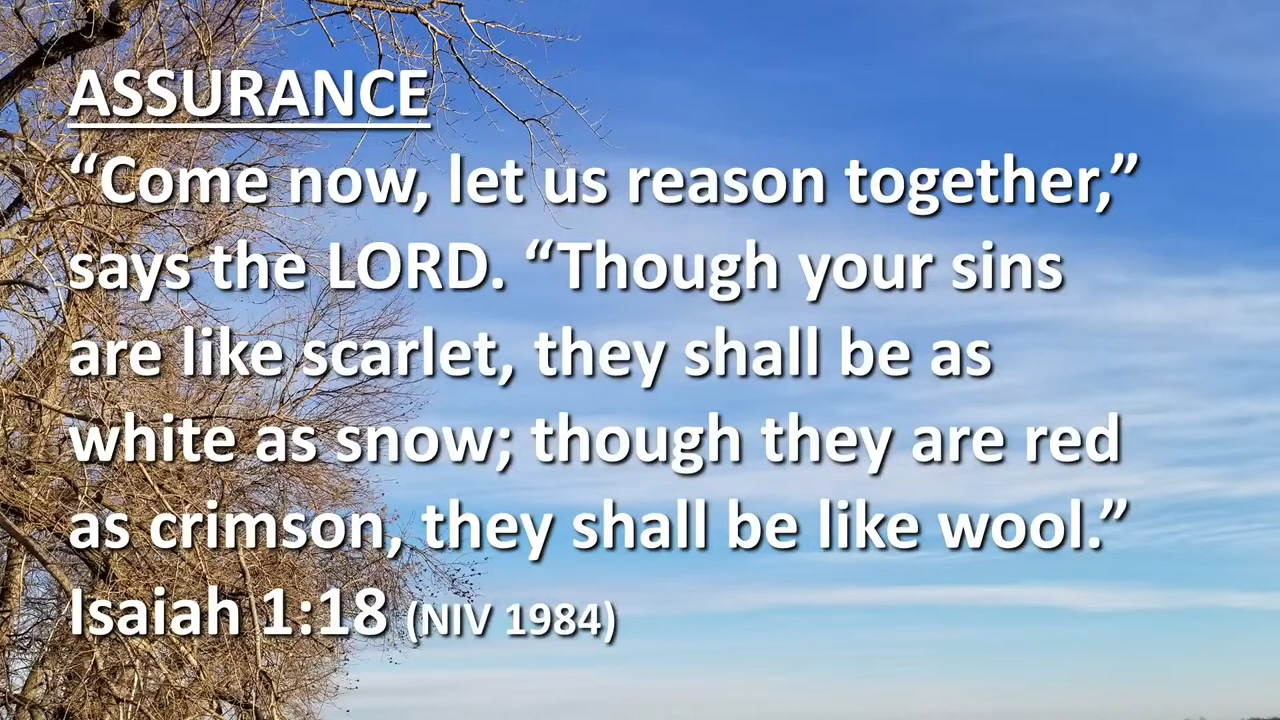 ASSURANCE
“Come now, let us reason together,”
says the LORD. “Though your sins
are like scarlet, they shall be as
white as snow; though they are red
as crimson, they shall be like wool.”
Isaiah 1:18 (NIV 1984)